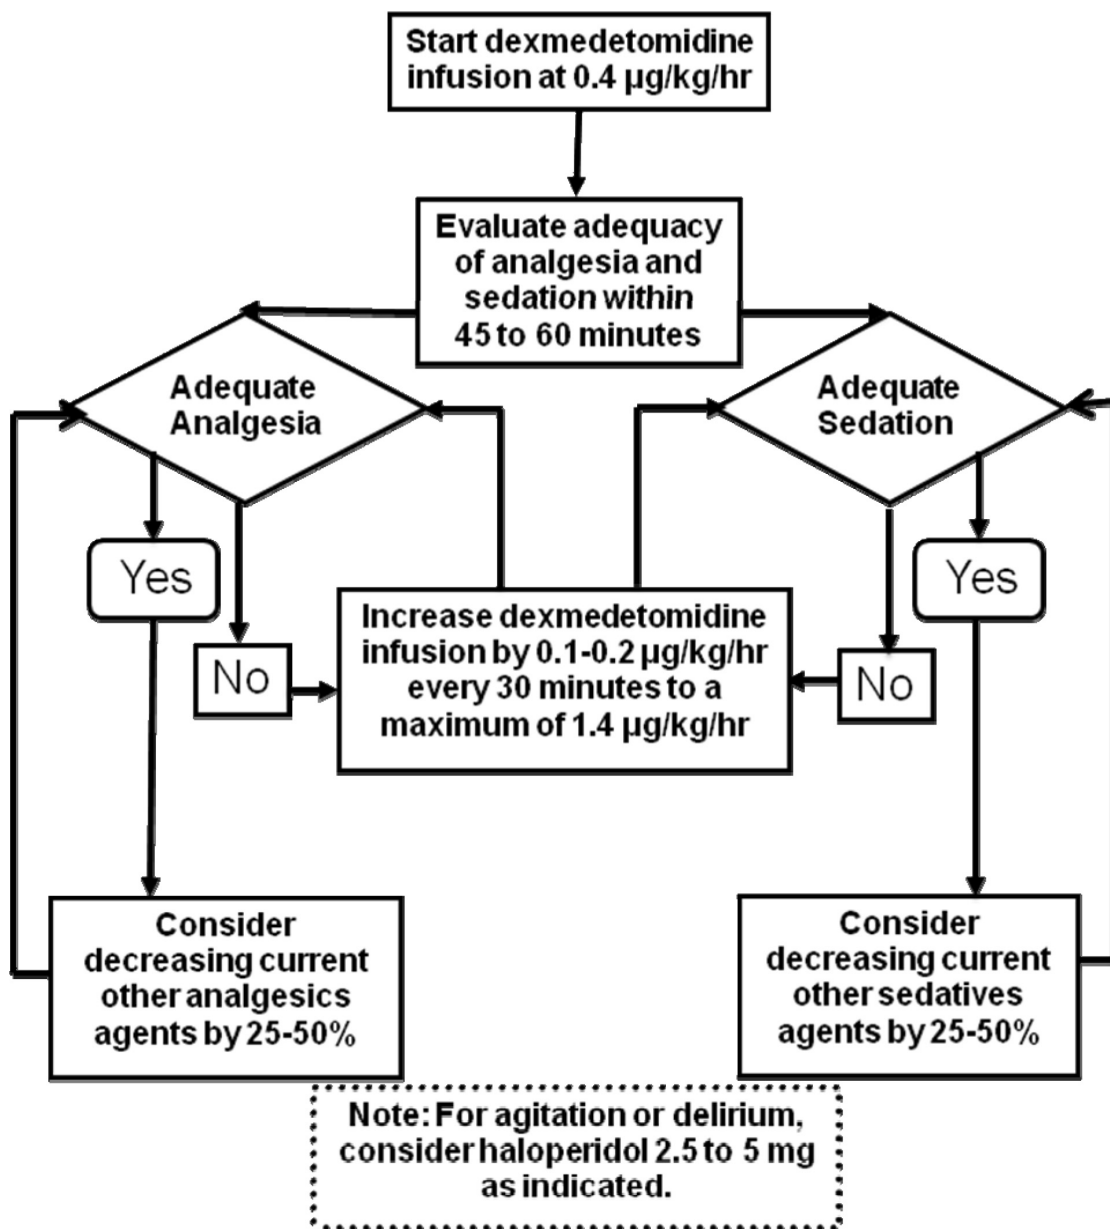 Start dexmedetomidine
infusion at 0.4 µg/kg/hr
Evaluate adequacy
of analgesia and
sedation within
45 to 60 minutes
Adequate
Analgesia
Adequate
Sedation
Yes
No
Increase dexmedetomidine
infusion by 0.1-0.2 µg/kg/hr
every 30 minutes to a
maximum of 1.4 µg/kg/hr
No
Yes
Consider
decreasing current
other analgesics
agents by 25-50%
Consider
decreasing current
other sedatives
agents by 25-50%
Note: For agitation or delirium,
consider haloperidol 2.5 to 5 mg
as indicated.